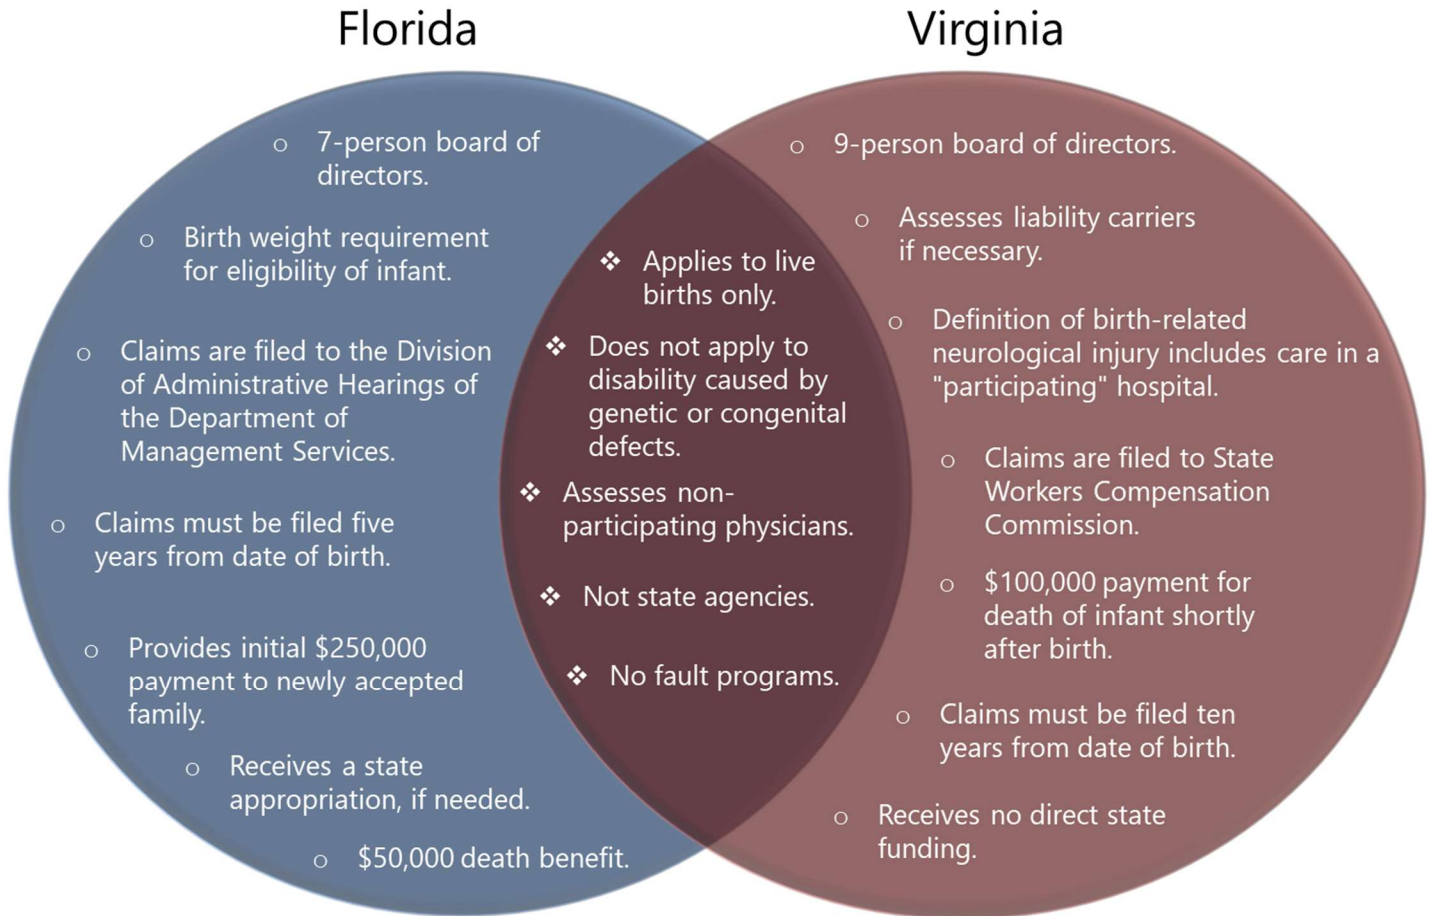 Florida
Virginia
○ 7-person board of
directors.
○ Birth weight requirement
for eligibility of infant.
○ Claims are filed to the Division
of Administrative Hearings of
the Department of
Management Services.
○ Claims must be filed five
years from date of birth.
○ Provides initial $250,000
payment to newly accepted
family.
○ Receives a state
appropriation, if needed.
○ $50,000 death benefit.
❖ Applies to live
births only.
❖ Does not apply to
disability caused by
genetic or congenital
defects.
❖ Assesses non-
participating physicians.
❖ Not state agencies.
❖ No fault programs.
○ 9-person board of directors.
○ Assesses liability carriers
if necessary.
○ Definition of birth-related
neurological injury includes care in a
"participating" hospital.
○ Claims are filed to State
Workers Compensation
Commission.
○ $100,000 payment for
death of infant shortly
after birth.
○ Claims must be filed ten
years from date of birth.
○ Receives no direct state
funding.